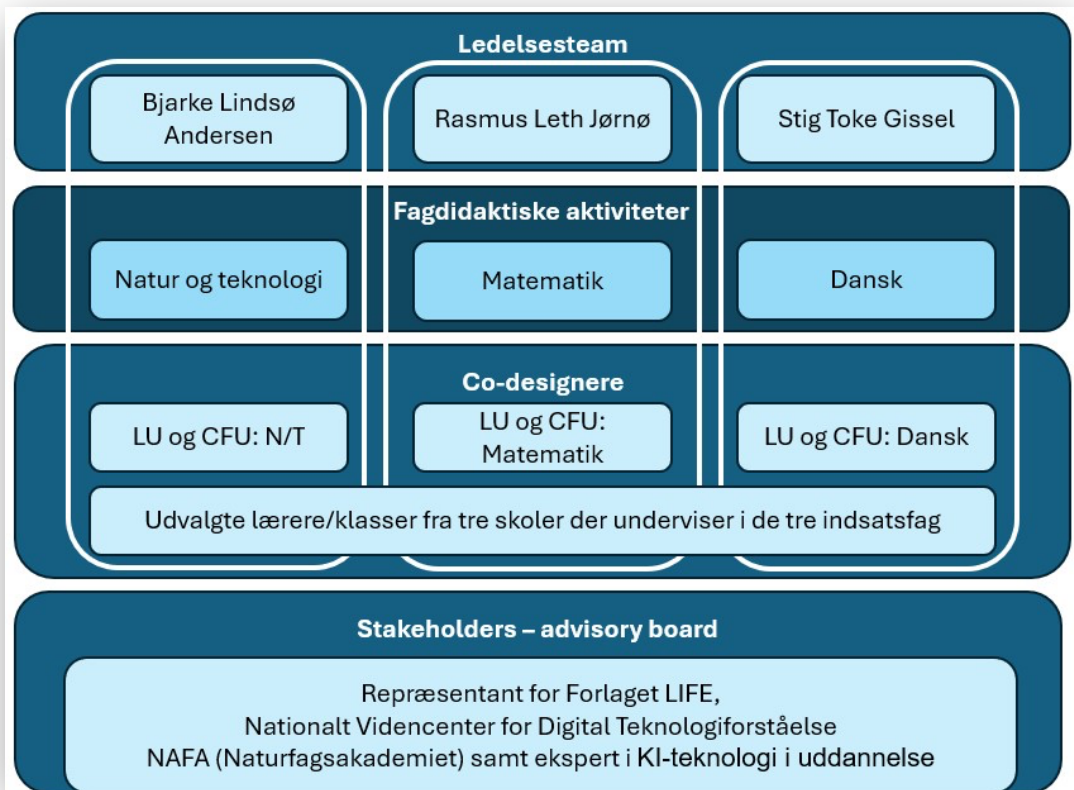 Ledelsesteam
Bjarke Lindsø
Andersen
Rasmus Leth Jørnø
Stig Toke Gissel
Fagdidaktiske aktiviteter
Natur og teknologi
Matematik
Dansk
Co-designere
LU og CFU: N/T
LU og CFU:
Matematik
LU og CFU: Dansk
Udvalgte lærere/klasser fra tre skoler der underviser i de tre indsatsfag
Stakeholders – advisory board
Repræsentant for Forlaget LIFE,
Nationalt Videncenter for Digital Teknologiforståelse
NAFA (Naturfagsakademiet) samt ekspert i KI-teknologi i uddannelse